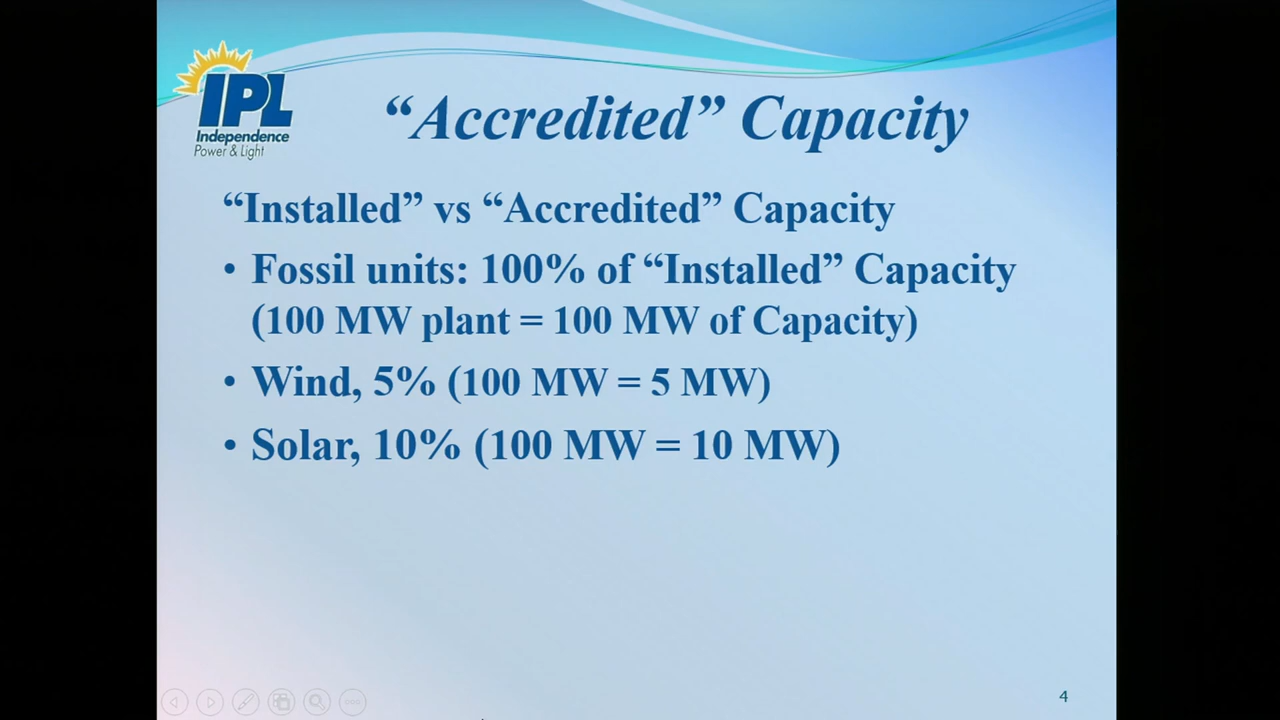 IPL
Independence
Power & Light
“Accredited” Capacity
“Installed” vs “Accredited” Capacity
• Fossil units: 100% of “Installed” Capacity
(100 MW plant = 100 MW of Capacity)
• Wind, 5% (100 MW = 5 MW)
• Solar, 10% (100 MW = 10 MW)
4